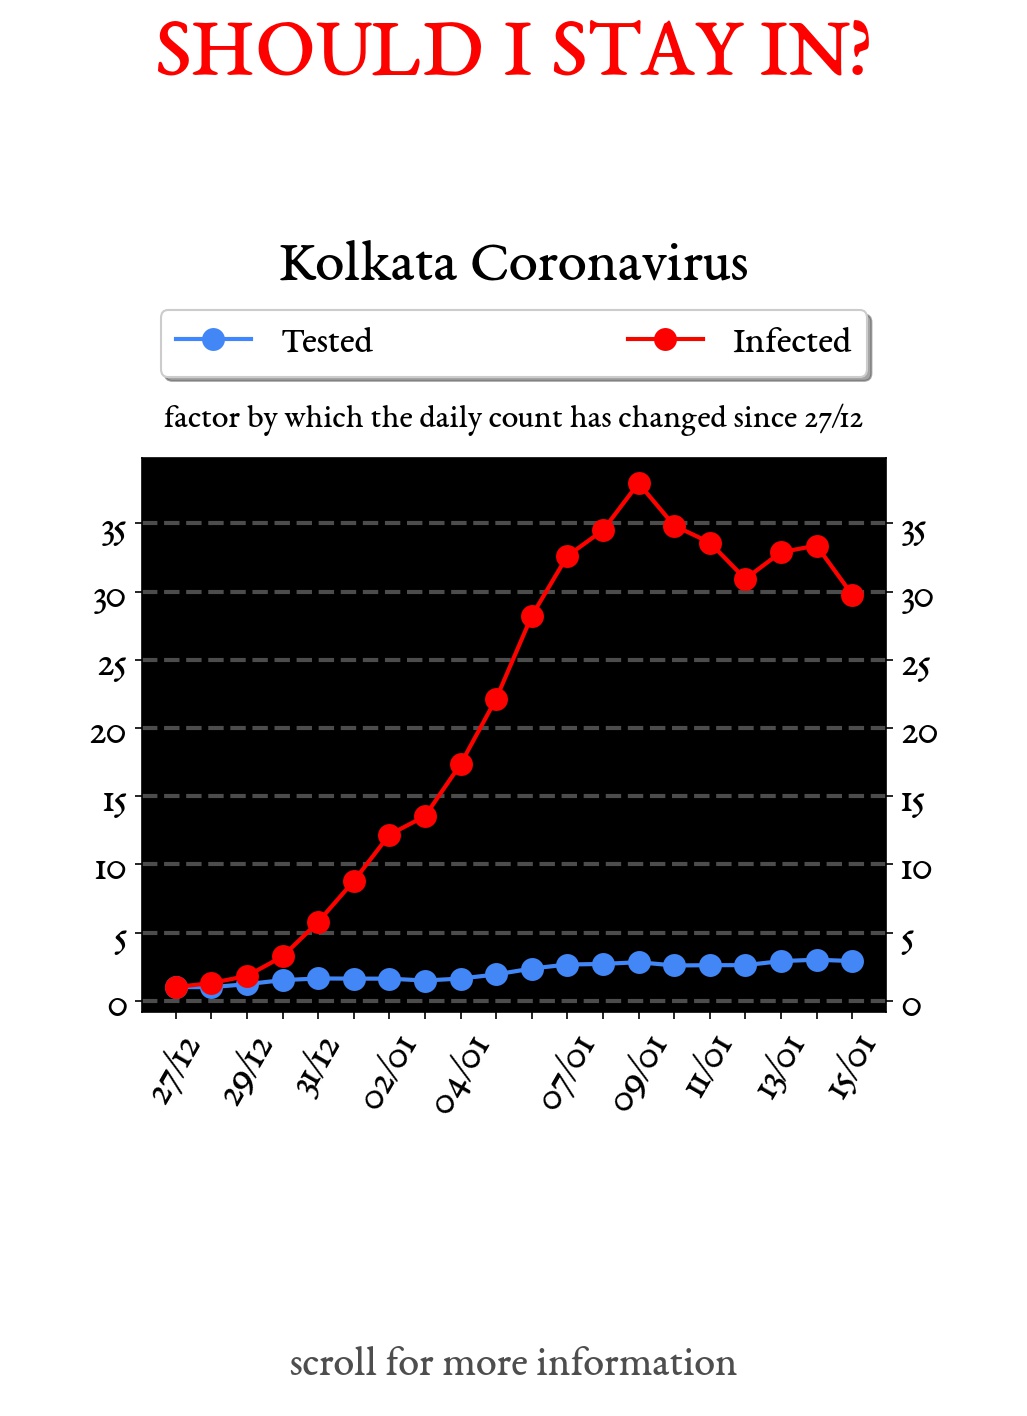 SHOULD I STAY IN?
Kolkata Coronavirus
Tested Infected
factor by which the daily count has changed since 27/12
35 35
30 30
25 25
20 20
15 15
10 10
5 5
0 0
27/12 29/12 31/12 02/01 04/01 07/01 09/01 11/01 13/01 15/01
scroll for more information